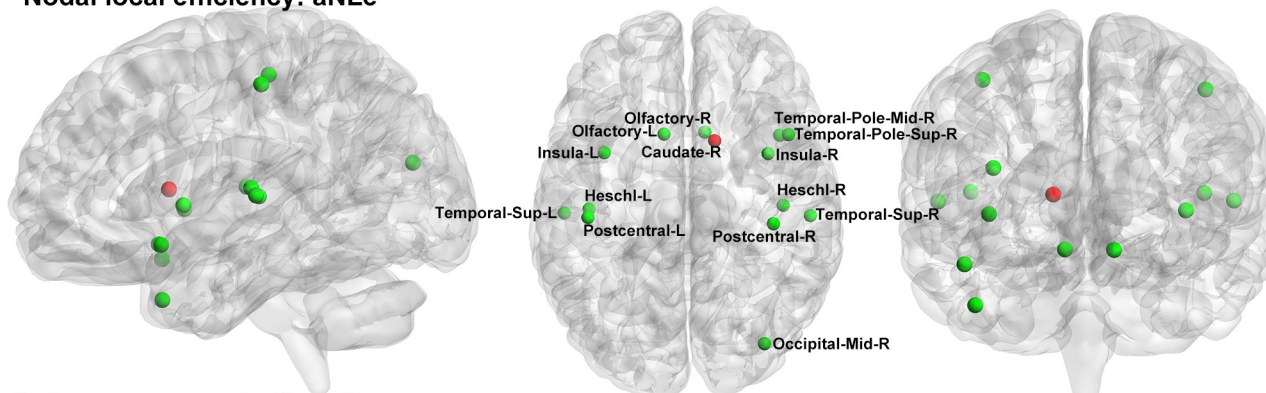 Nodal local efficiency: aNLe
Olfactory-R
Temporal-Pole-Mid-R
Olfactory-L
Temporal-Pole-Sup-R
Insula-L
Caudate-R
Insula-R
Heschl-L
Heschl-R
Temporal-Sup-L
Temporal-Sup-R
Postcentral-L
Postcentral-R
Occipital-Mid-R